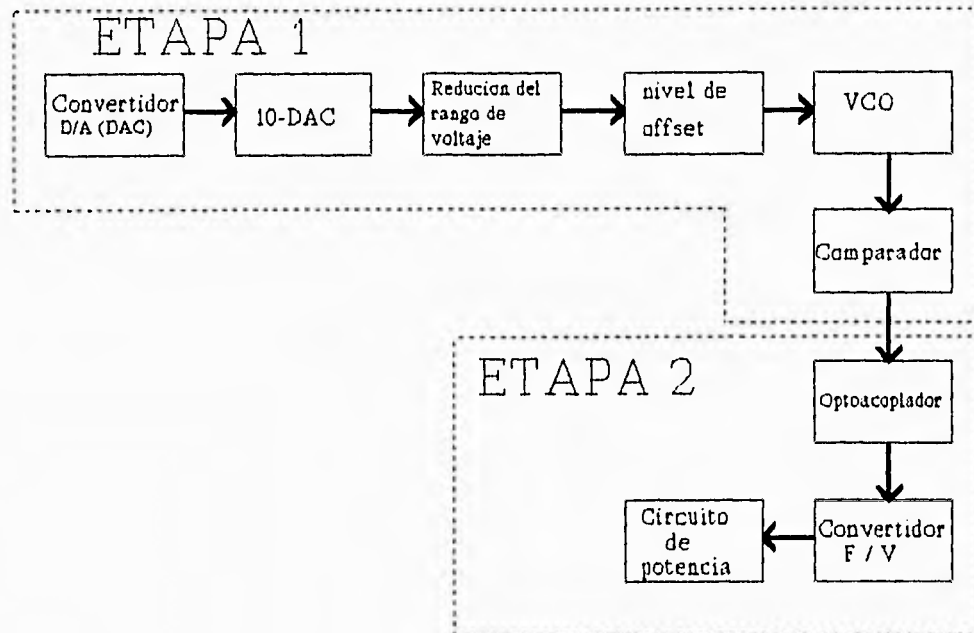 ETAPA 1
Convertidor
D/A (DAC)
10-DAC
Reducion del
rango de
voltaje
nivel de
offset
VCO
Comparador
ETAPA 2
Optoacoplador
Convertidor
F / V
Circuito
de
potencia